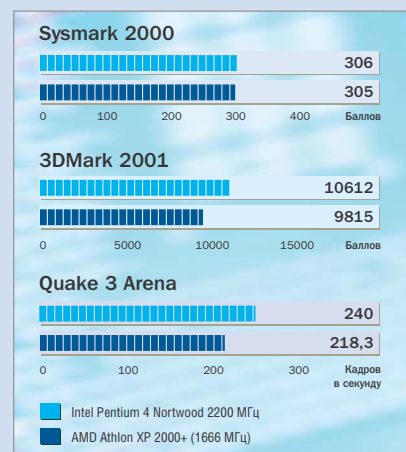 Sysmark 2000
306
305
0 100 200 300 400 Баллов
3DMark 2001
10612
9815
0 5000 10000 15000 Баллов
Quake 3 Arena
240
218,3
0 100 200 300 Кадров
в секунду
Intel Pentium 4 Nortwood 2200 МГц
AMD Athlon XP 2000+ (1666 МГц)